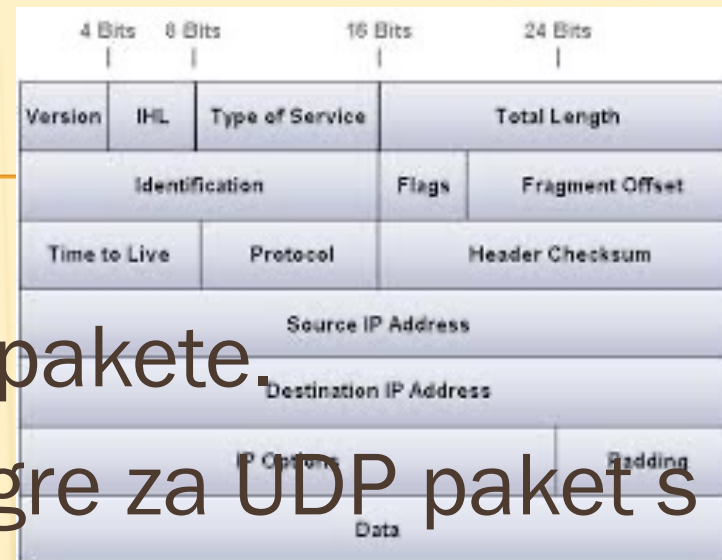 4 Bits 8 Bits 16 Bits 24 Bits
Version IHL Type of Service Total Length
Identification Flags Fragment Offset
Time to Live Protocol Header Checksum
Source IP Address
pakete.
Destination IP Address
gre za UDP paket s
IP Options Padding
Data